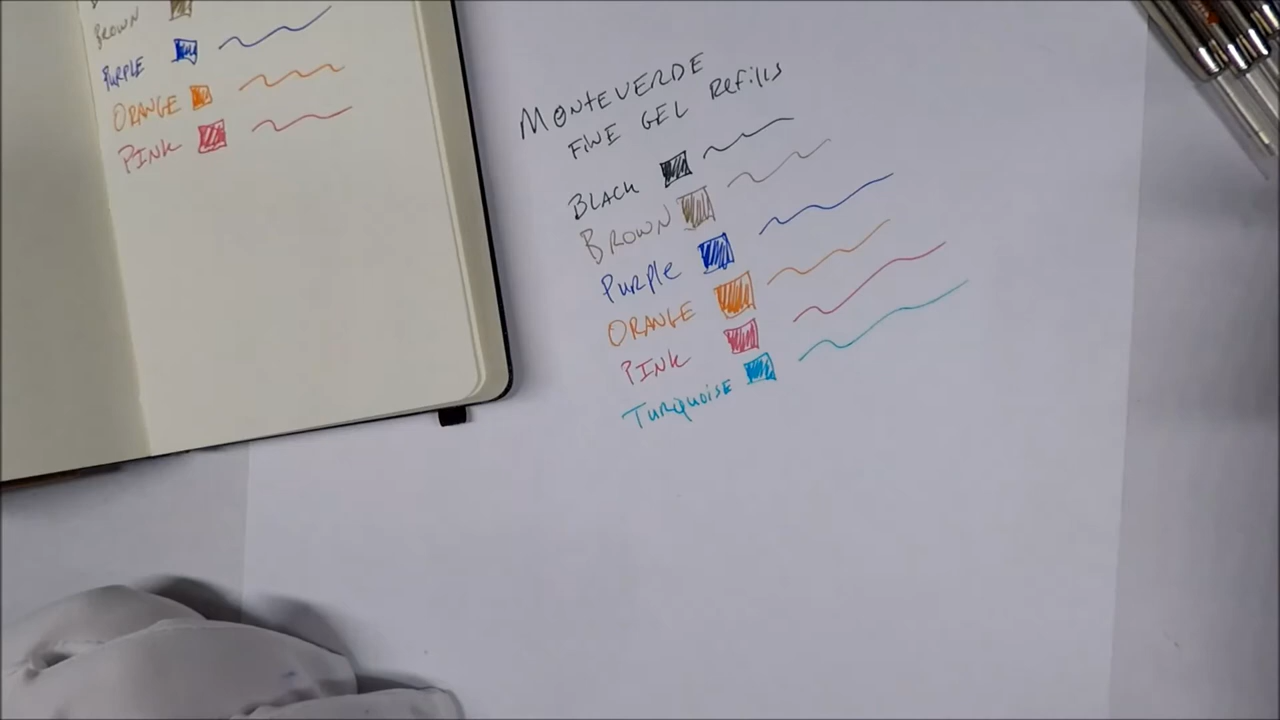 BROWN
PURPLE
ORANGE
PINK
MONTEVERDE
FINE GEL Refills
BLACK
BROWN
Purple
ORANGE
PINK
TurquoisE